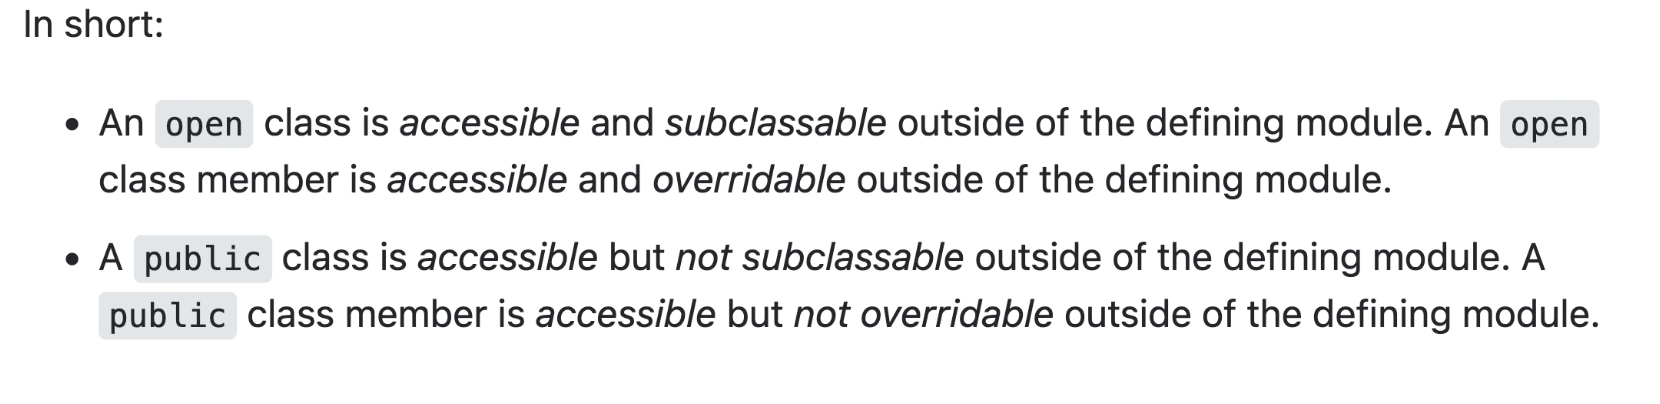 In short:
• An open class is accessible and subclassable outside of the defining module. An open
class member is accessible and overridable outside of the defining module.
• A public class is accessible but not subclassable outside of the defining module. A
public class member is accessible but not overridable outside of the defining module.